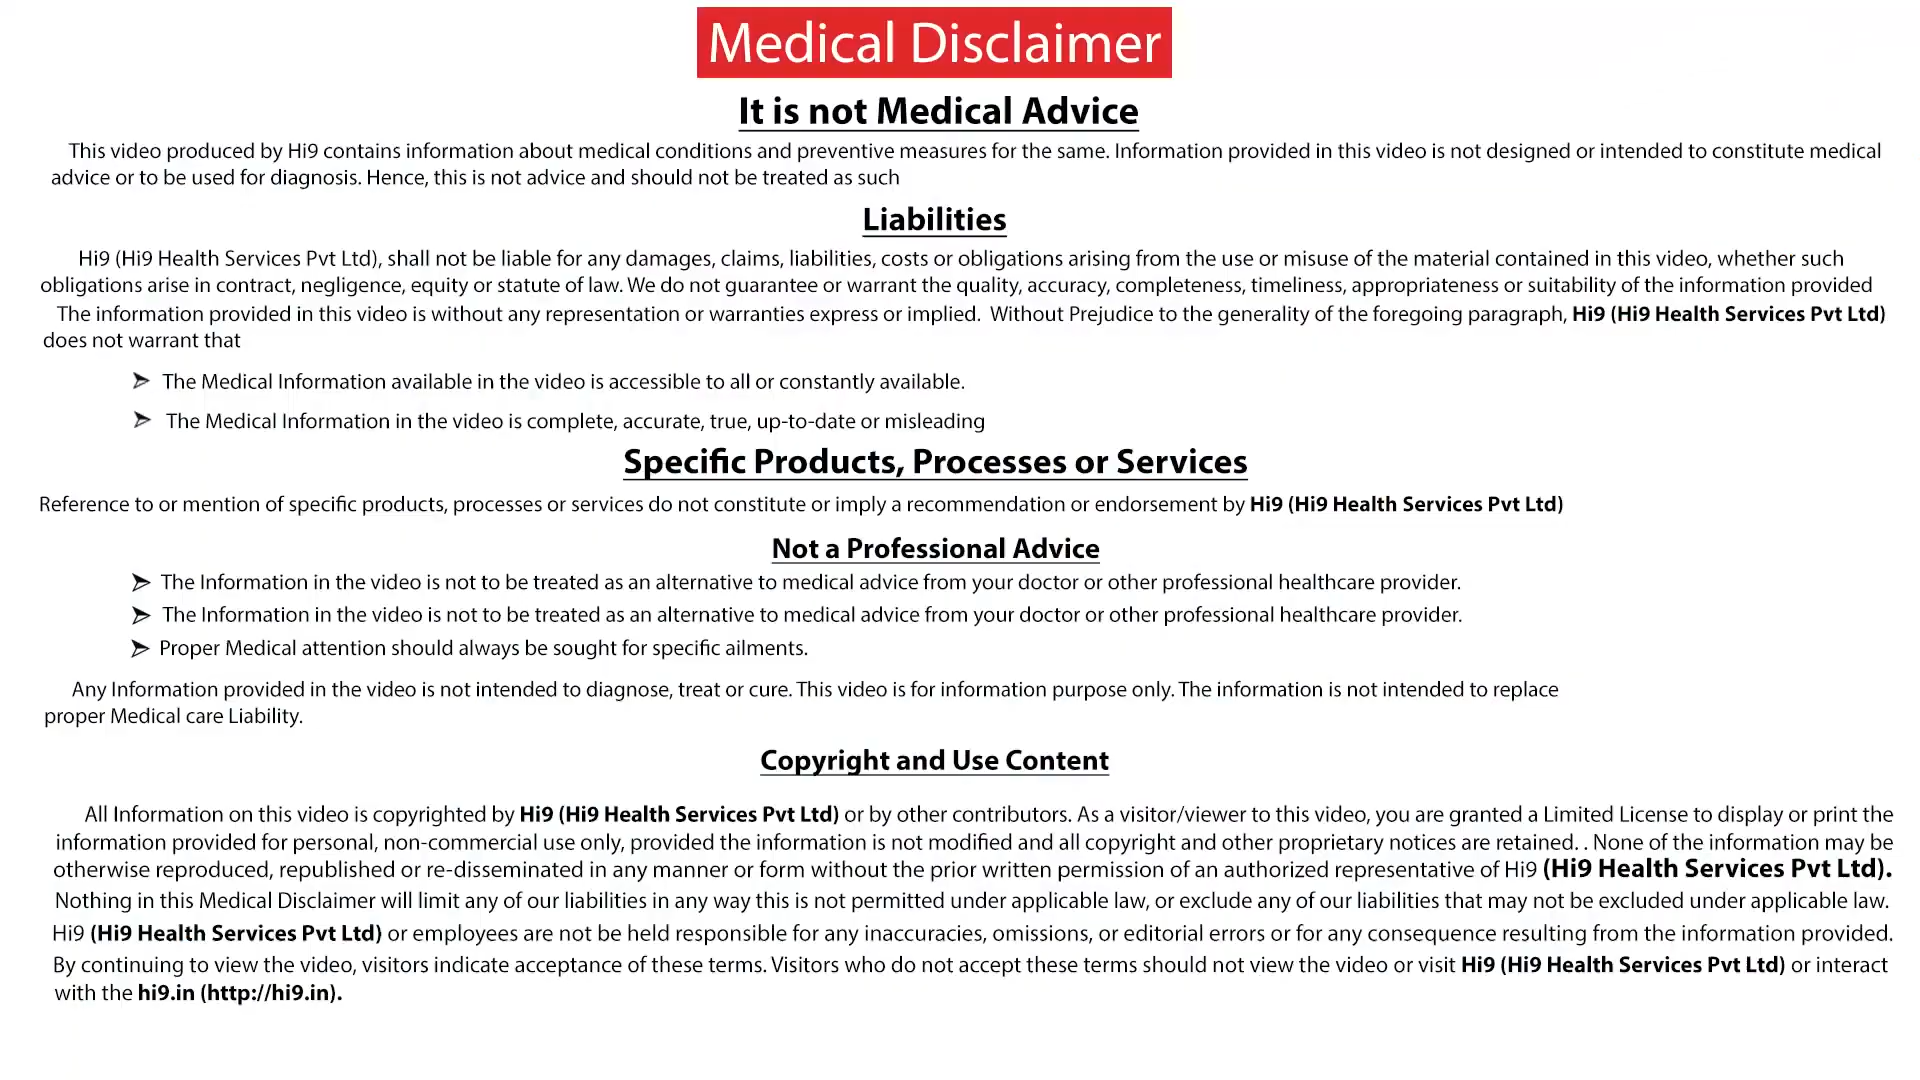 Medical Disclaimer
It is not Medical Advice
This video produced by Hi9 contains information about medical conditions and preventive measures for the same. Information provided in this video is not designed or intended to constitute medical
advice or to be used for diagnosis. Hence, this is not advice and should not be treated as such
Liabilities
Hi9 (Hi9 Health Services Pvt Ltd), shall not be liable for any damages, claims, liabilities, costs or obligations arising from the use or misuse of the material contained in this video, whether such
obligations arise in contract, negligence, equity or statute of law. We do not guarantee or warrant the quality, accuracy, completeness, timeliness, appropriateness or suitability of the information provided
The information provided in this video is without any representation or warranties express or implied. Without Prejudice to the generality of the foregoing paragraph, Hi9 (Hi9 Health Services Pvt Ltd)
does not warrant that
➢ The Medical Information available in the video is accessible to all or constantly available.
➢ The Medical Information in the video is complete, accurate, true, up-to-date or misleading
Specific Products, Processes or Services
Reference to or mention of specific products, processes or services do not constitute or imply a recommendation or endorsement by Hi9 (Hi9 Health Services Pvt Ltd)
Not a Professional Advice
➢ The Information in the video is not to be treated as an alternative to medical advice from your doctor or other professional healthcare provider.
➢ The Information in the video is not to be treated as an alternative to medical advice from your doctor or other professional healthcare provider.
➢ Proper Medical attention should always be sought for specific ailments.
Any Information provided in the video is not intended to diagnose, treat or cure. This video is for information purpose only. The information is not intended to replace
proper Medical care Liability.
Copyright and Use Content
All Information on this video is copyrighted by Hi9 (Hi9 Health Services Pvt Ltd) or by other contributors. As a visitor/viewer to this video, you are granted a Limited License to display or print the
information provided for personal, non-commercial use only, provided the information is not modified and all copyright and other proprietary notices are retained. . None of the information may be
otherwise reproduced, republished or re-disseminated in any manner or form without the prior written permission of an authorized representative of Hi9 (Hi9 Health Services Pvt Ltd).
Nothing in this Medical Disclaimer will limit any of our liabilities in any way this is not permitted under applicable law, or exclude any of our liabilities that may not be excluded under applicable law.
Hi9 (Hi9 Health Services Pvt Ltd) or employees are not be held responsible for any inaccuracies, omissions, or editorial errors or for any consequence resulting from the information provided.
By continuing to view the video, visitors indicate acceptance of these terms. Visitors who do not accept these terms should not view the video or visit Hi9 (Hi9 Health Services Pvt Ltd) or interact
with the hi9.in (http://hi9.in).